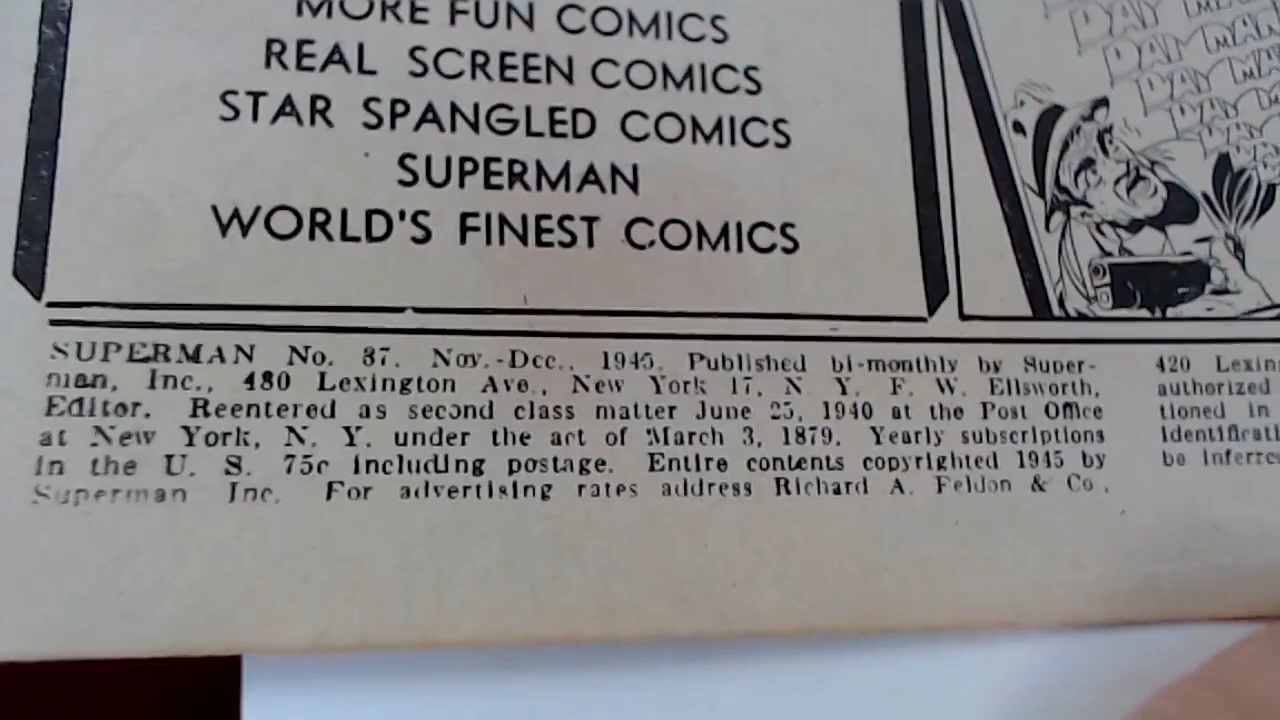 MORE FUN COMICS
REAL SCREEN COMICS
STAR SPANGLED COMICS
SUPERMAN
WORLD'S FINEST COMICS
DAY MAN
DAY MA
SUPERMAN No. 37. Nov.-Dec., 1945. Published bi-monthly by Super-
man, Inc., 480 Lexington Ave., New York 17, N. Y. F. W. Ellsworth,
Editor. Reentered as second class matter June 25, 1940 at the Post Office
at New York, N. Y. under the act of March 3, 1879. Yearly subscriptions
in the U. S. 75c including postage. Entire contents copyrighted 1945 by
Superman Inc. For advertising rates address Richard A. Feldon & Co.,
420 Lexin
authorized
tioned in
identificati
be inferre